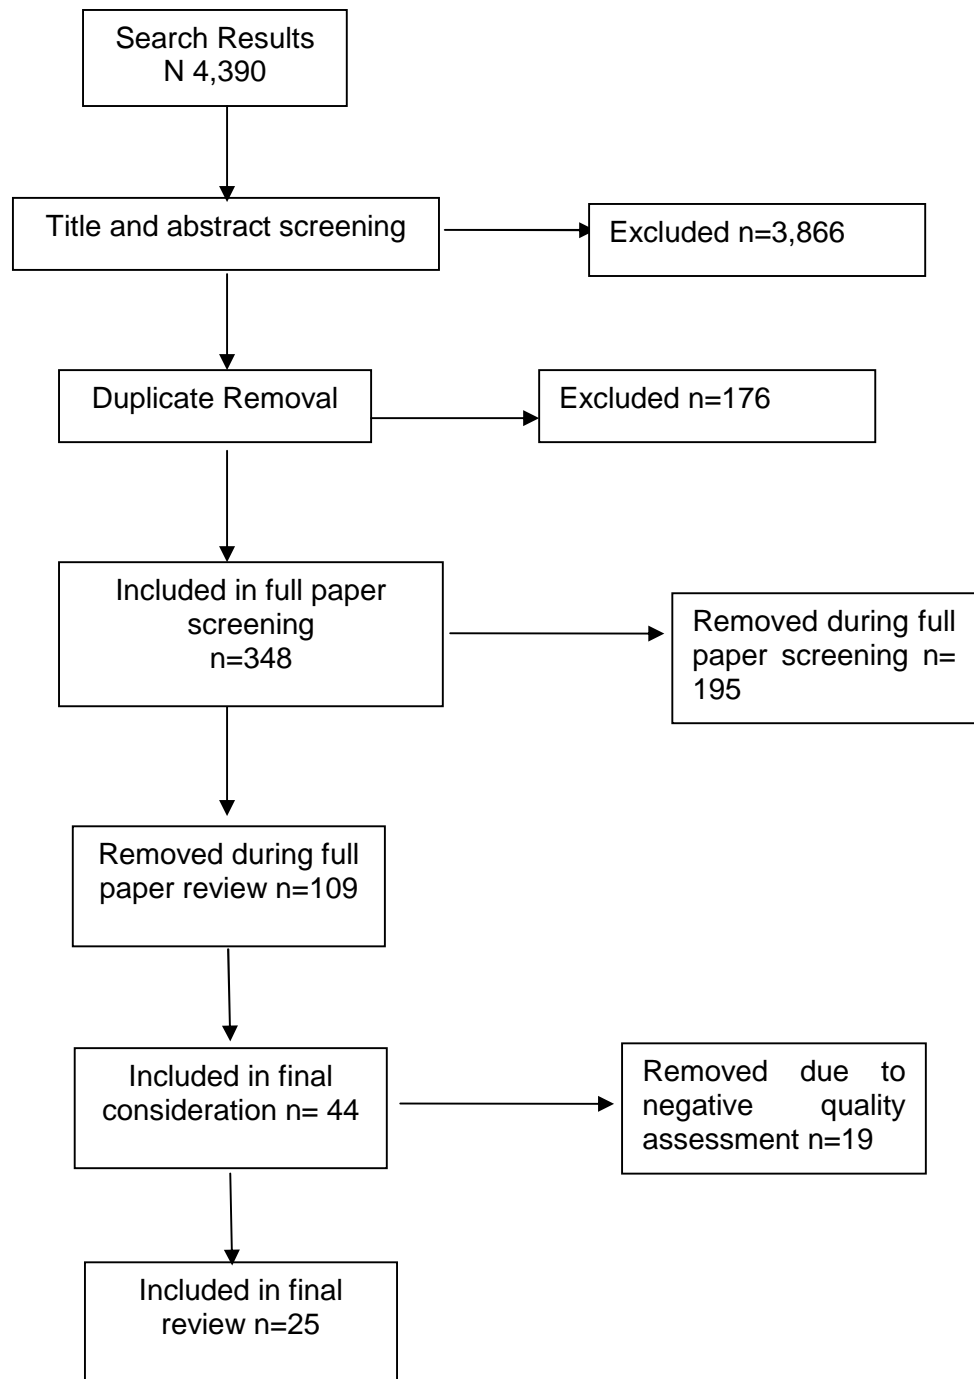 Search Results
N 4,390
Title and abstract screening
Excluded n=3,866
Duplicate Removal
Excluded n=176
Included in full paper
screening
n=348
Removed during full
paper screening n=
195
Removed during full
paper review n=109
Included in final
consideration n= 44
Removed due to
negative quality
assessment n=19
Included in final
review n=25